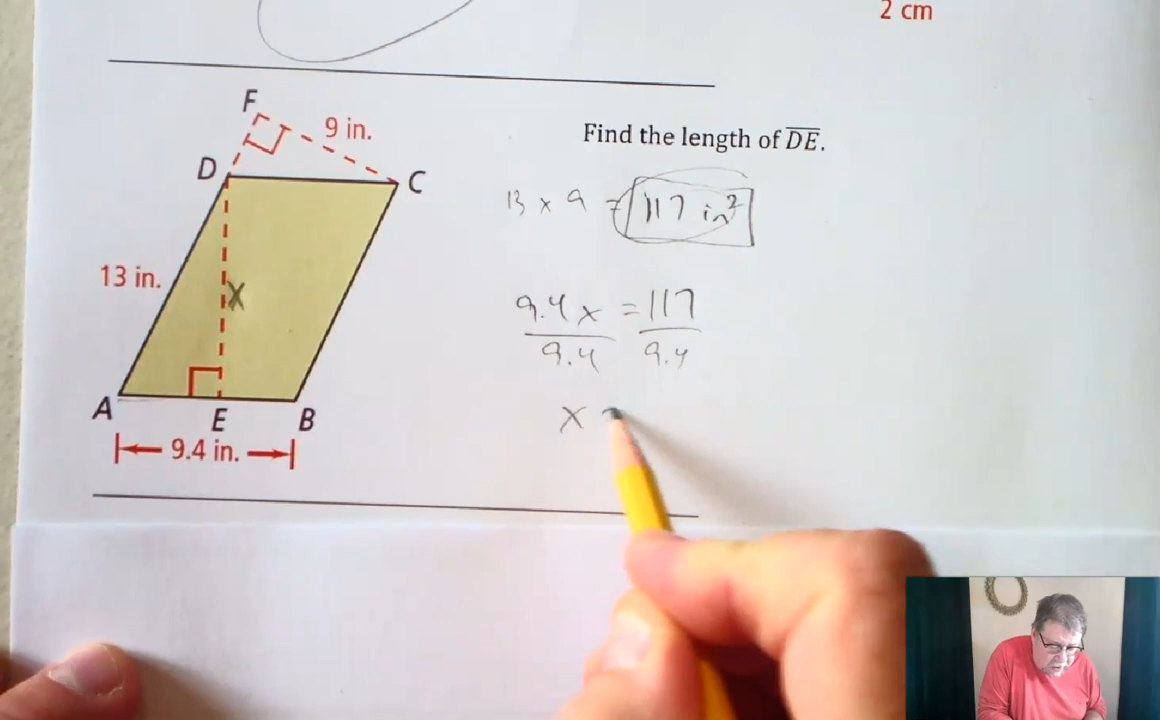 2 cm
F
9 in.
Find the length of DE.
D
C
13 x 9 = 117 in²
13 in.
X
9.4x = 117
9.4 9.4
A
E
B
x
9.4 in.